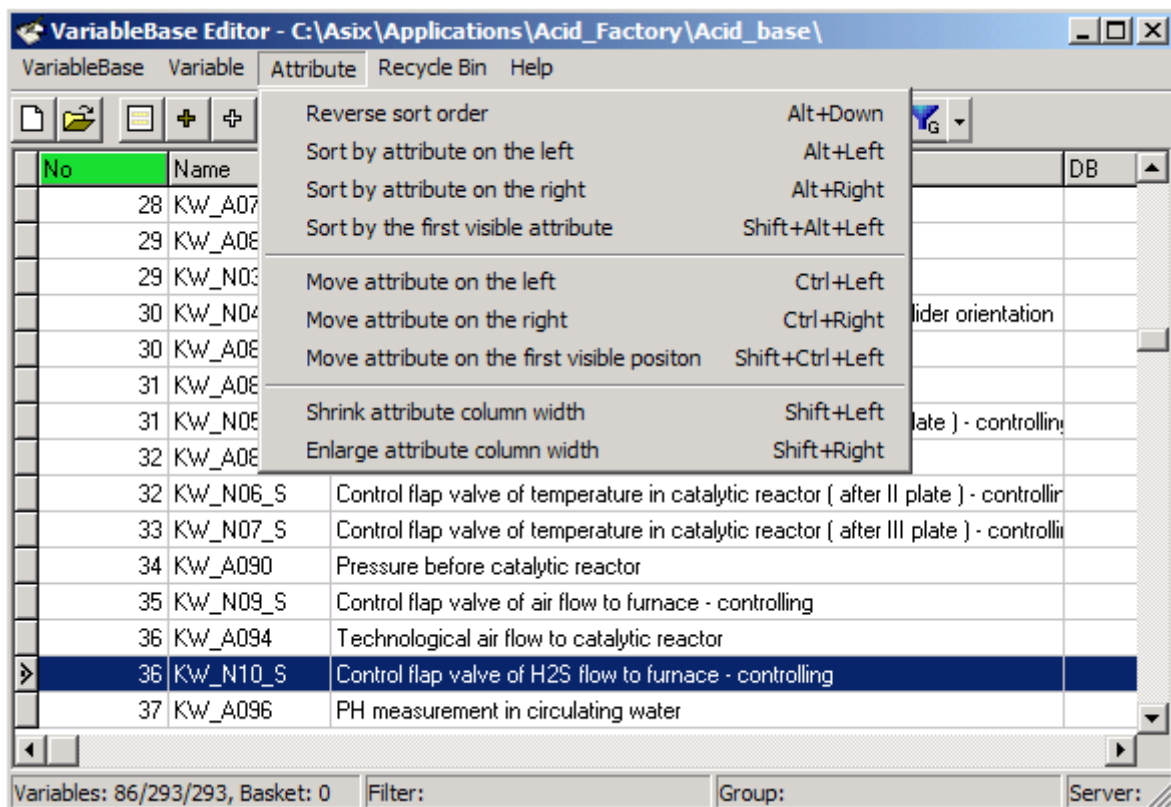 VariableBase Editor - C:\Asix\Applications\Acid_Factory\Acid_base\
VariableBase Variable Attribute Recycle Bin Help
Reverse sort order Alt+Down
Sort by attribute on the left Alt+Left
Sort by attribute on the right Alt+Right
Sort by the first visible attribute Shift+Alt+Left
Move attribute on the left Ctrl+Left
Move attribute on the right Ctrl+Right
Move attribute on the first visible positon Shift+Ctrl+Left
Shrink attribute column width Shift+Left
Enlarge attribute column width Shift+Right
G
No Name DB
28 KW_A07
29 KW_A08
29 KW_N03
30 KW_N04 lider orientation
30 KW_A08
31 KW_A08
31 KW_N05 late ) - controlling
32 KW_A08
32 KW_N06_S Control flap valve of temperature in catalytic reactor ( after II plate ) - controllin
33 KW_N07_S Control flap valve of temperature in catalytic reactor ( after III plate ) - controlli
34 KW_A090 Pressure before catalytic reactor
35 KW_N09_S Control flap valve of air flow to furnace - controlling
36 KW_A094 Technological air flow to catalytic reactor
36 KW_N10_S Control flap valve of H2S flow to furnace - controlling
37 KW_A096 PH measurement in circulating water
Variables: 86/293/293, Basket: 0 Filter: Group: Server: